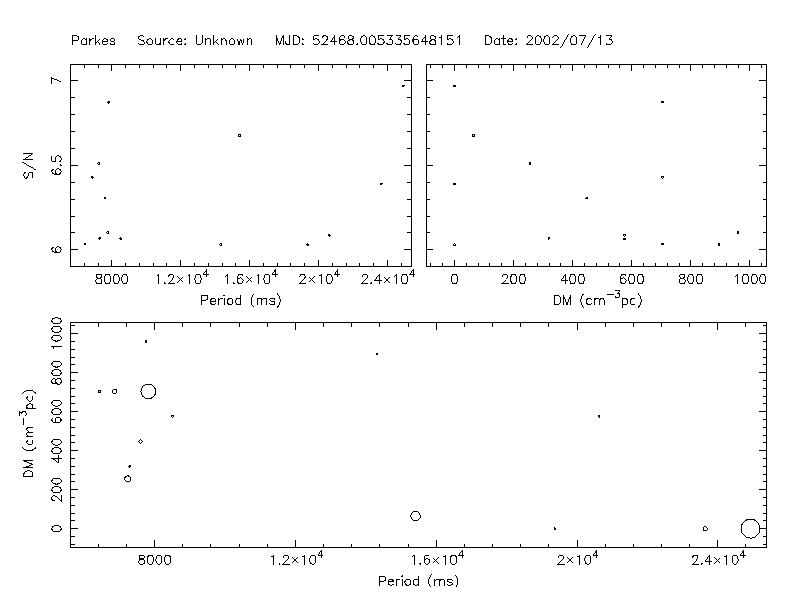 Parkes Source: Unknown MJD: 52468.005335648151 Date: 2002/07/13
7
6.5
6
S/N
8000 1.2×10⁴ 1.6×10⁴ 2×10⁴ 2.4×10⁴
Period (ms)
0 200 400 600 800 1000
DM (cm⁻³pc)
1000
800
600
400
200
0
DM (cm⁻³pc)
8000 1.2×10⁴ 1.6×10⁴ 2×10⁴ 2.4×10⁴
Period (ms)